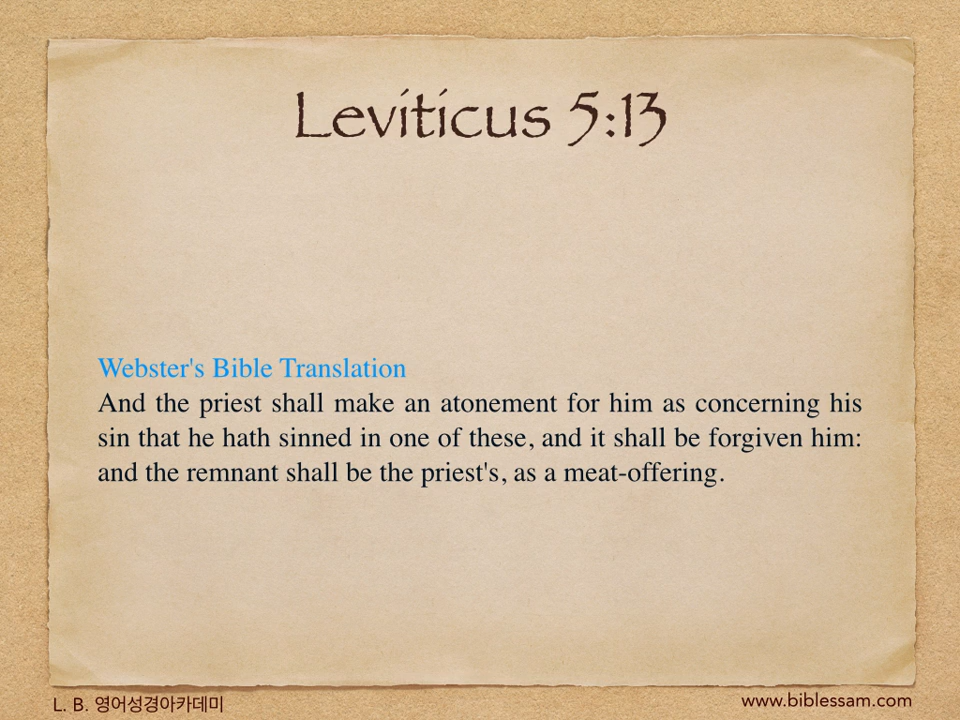 Leviticus 5:13
Webster's Bible Translation
And the priest shall make an atonement for him as concerning his
sin that he hath sinned in one of these, and it shall be forgiven him:
and the remnant shall be the priest's, as a meat-offering.
L. B. 영어성경아카데미
www.biblessam.com